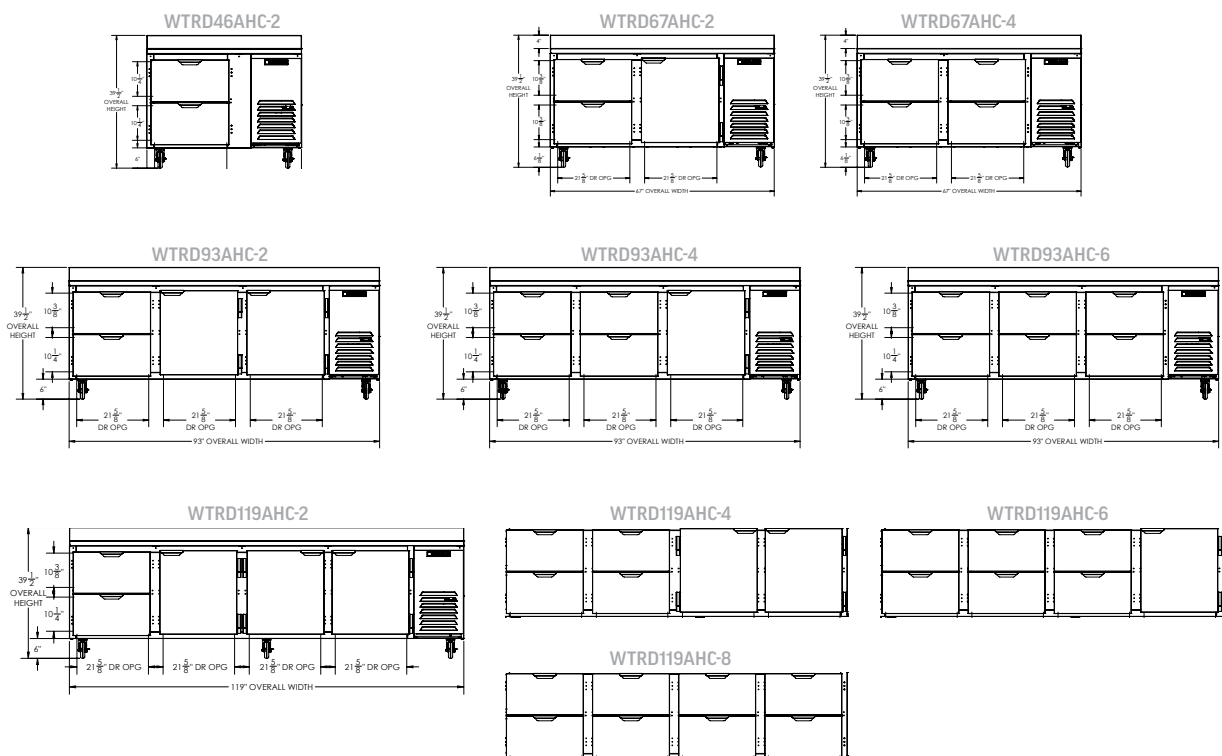 WTRD46AHC-2
39 1/2"
OVERALL
HEIGHT
6"
WTRD67AHC-2
4"
39 1/2"
OVERALL
HEIGHT
10 3/8"
10 1/8"
6 1/8"
21 5/8" DR OPG
21 5/8" DR OPG
67" OVERALL WIDTH
WTRD67AHC-4
4"
39 1/2"
OVERALL
HEIGHT
10 3/8"
10 1/8"
6 1/8"
21 5/8" DR OPG
21 5/8" DR OPG
67" OVERALL WIDTH
WTRD93AHC-2
39 1/2"
OVERALL
HEIGHT
10 3/8"
10 1/4"
6"
21 5/8"
DR OPG
21 5/8"
DR OPG
21 5/8"
DR OPG
93" OVERALL WIDTH
WTRD93AHC-4
39 1/2"
OVERALL
HEIGHT
10 3/8"
10 1/4"
6"
21 5/8"
DR OPG
21 5/8"
DR OPG
21 5/8"
DR OPG
93" OVERALL WIDTH
WTRD93AHC-6
39 1/2"
OVERALL
HEIGHT
10 3/8"
10 1/4"
6"
21 5/8"
DR OPG
21 5/8"
DR OPG
21 5/8"
DR OPG
93" OVERALL WIDTH
WTRD119AHC-2
39 1/2"
OVERALL
HEIGHT
10 3/8"
10 1/4"
6"
21 5/8" DR OPG
21 5/8" DR OPG
21 5/8" DR OPG
21 5/8" DR OPG
119" OVERALL WIDTH
WTRD119AHC-4
WTRD119AHC-6
WTRD119AHC-8